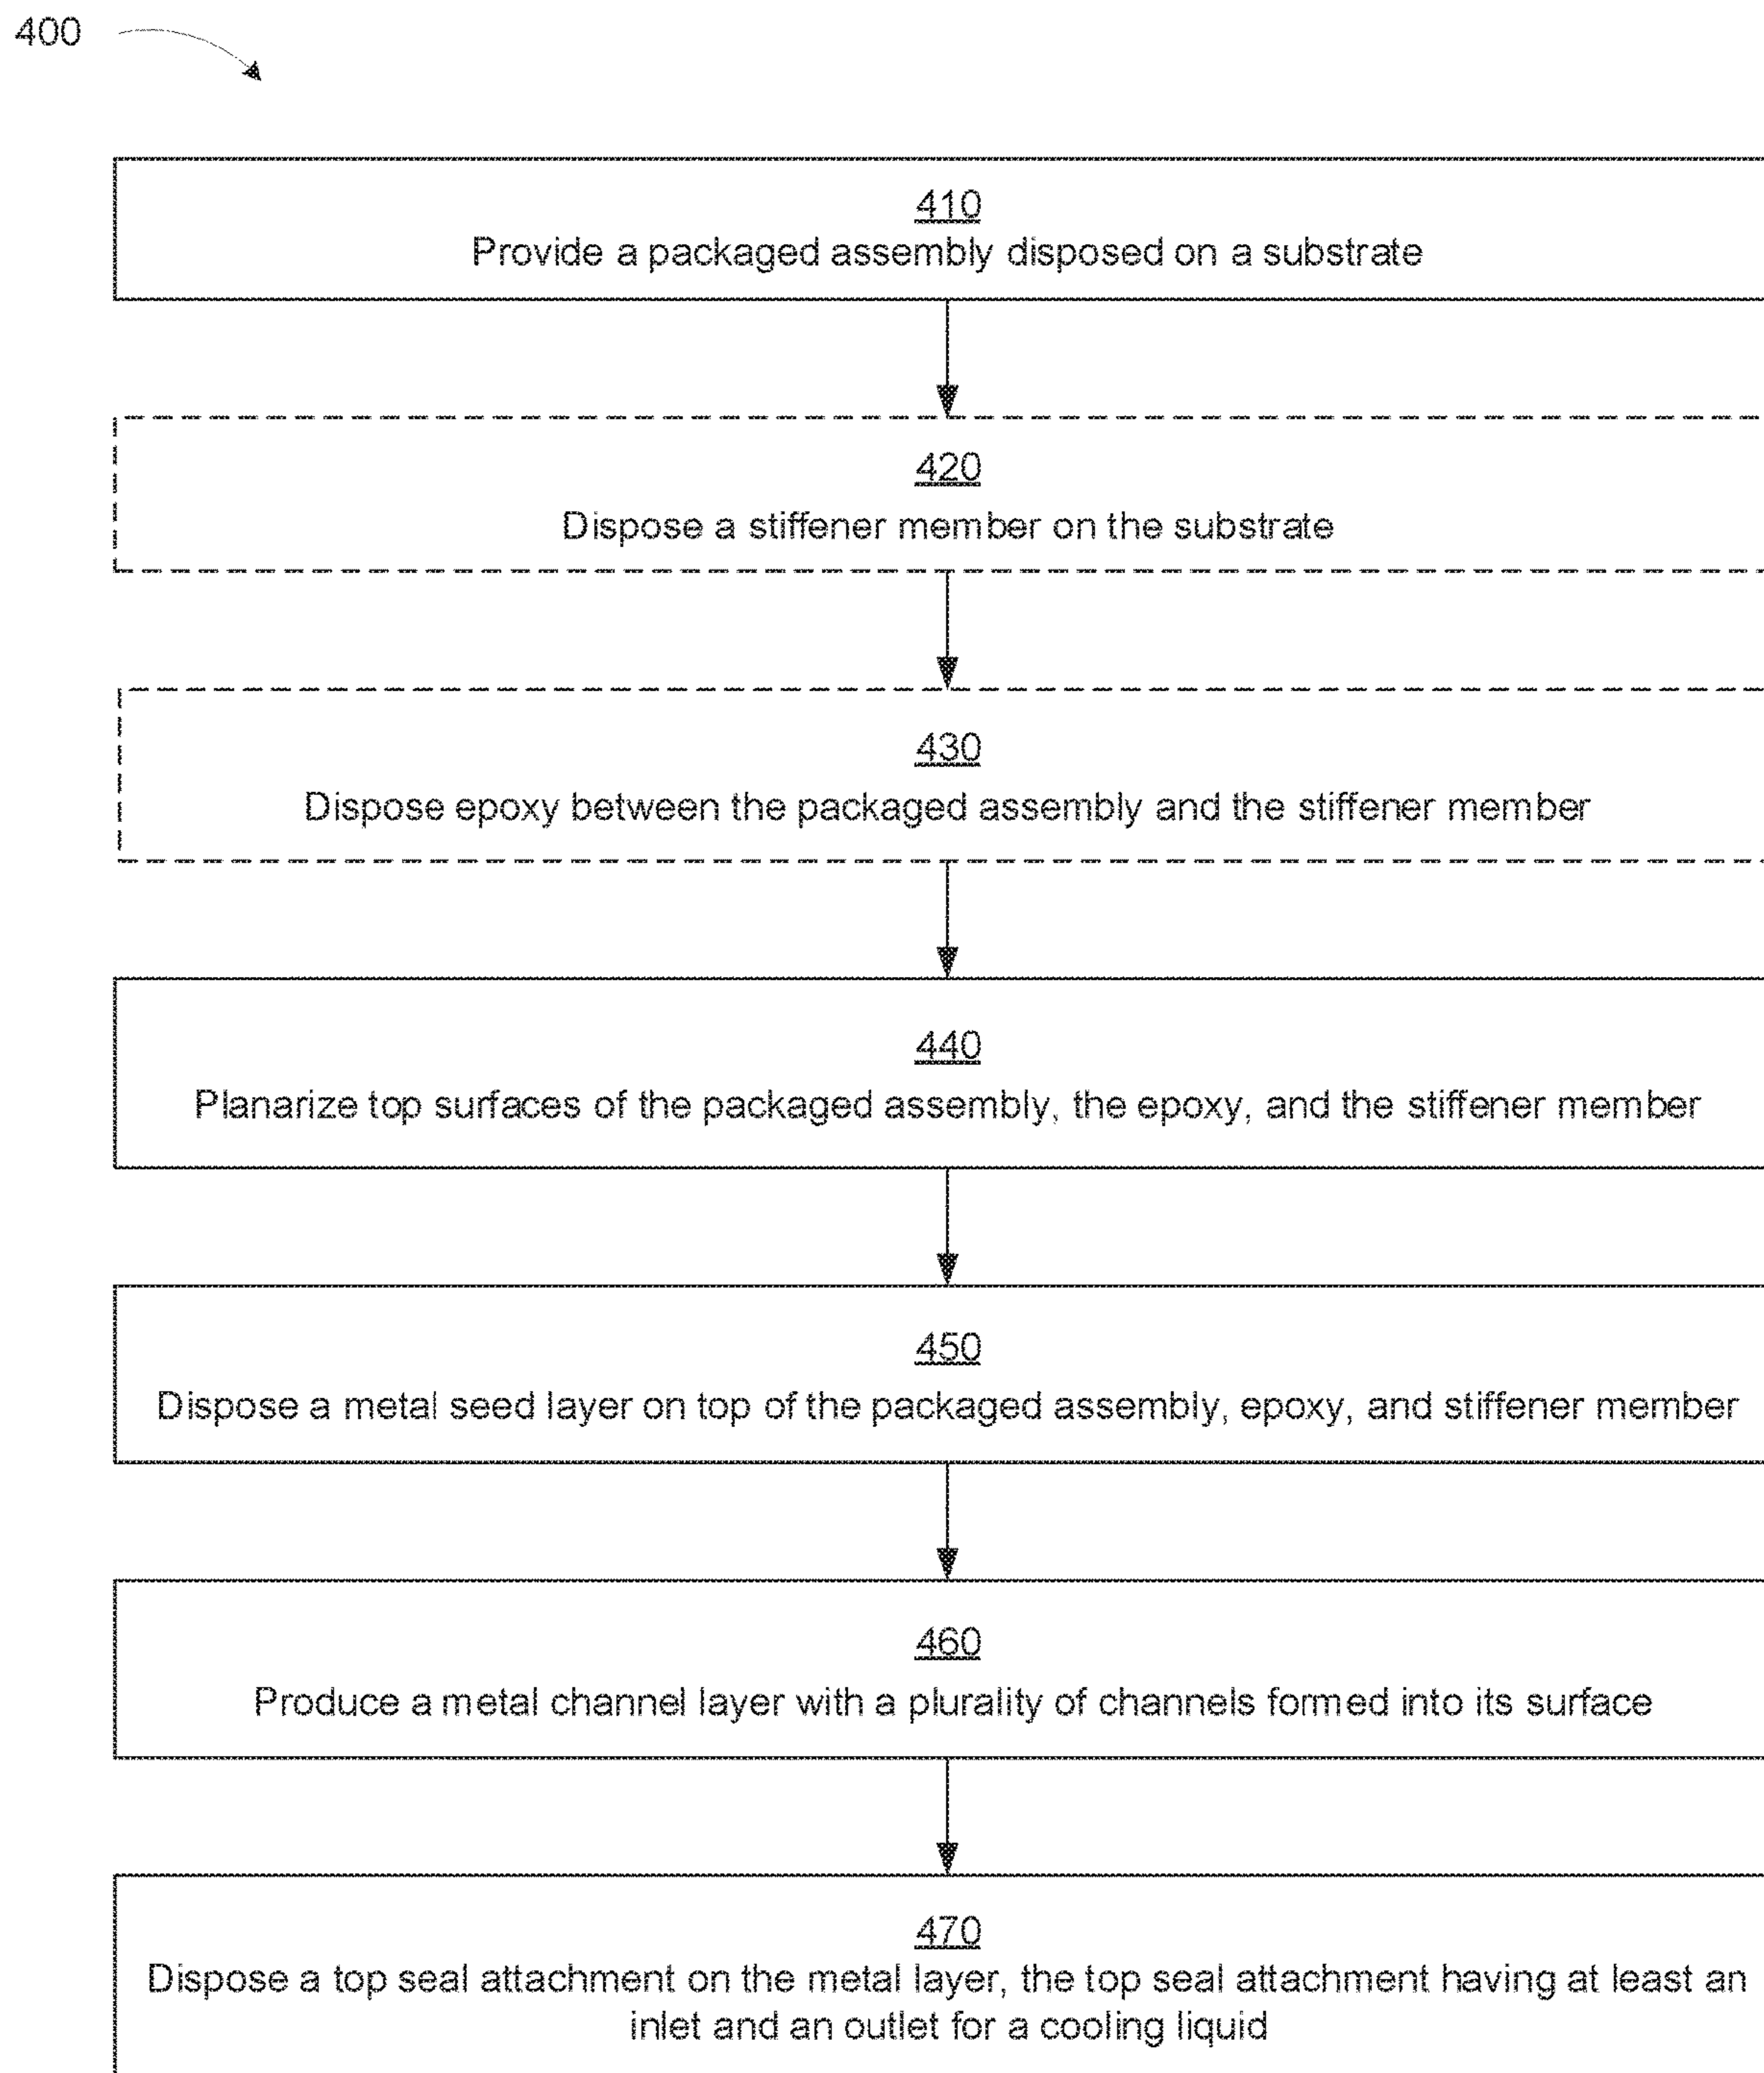 400
410
Provide a packaged assembly disposed on a substrate
420
Dispose a stiffener member on the substrate
430
Dispose epoxy between the packaged assembly and the stiffener member
440
Planarize top surfaces of the packaged assembly, the epoxy, and the stiffener member
450
Dispose a metal seed layer on top of the packaged assembly, epoxy, and stiffener member
460
Produce a metal channel layer with a plurality of channels formed into its surface
470
Dispose a top seal attachment on the metal layer, the top seal attachment having at least an
inlet and an outlet for a cooling liquid